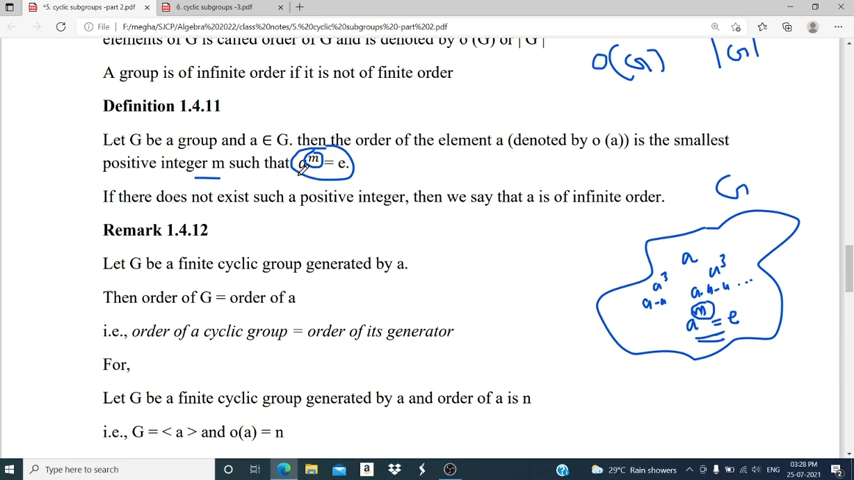 *5. cyclic subgroups -part 2.pdf
6. cyclic subgroups -3.pdf
File | F:/megha/SJCP/Algebra%202022/class%20notes/5.%20cyclic%20subgroups%20-part%202.pdf
elements of G is called order of G and is denoted by o (G) or | G |
O(G) |G|
A group is of infinite order if it is not of finite order
Definition 1.4.11
Let G be a group and a ∈ G. then the order of the element a (denoted by o (a)) is the smallest
positive integer m such that a^m = e.
If there does not exist such a positive integer, then we say that a is of infinite order.
G
Remark 1.4.12
Let G be a finite cyclic group generated by a.
a
a^3 a^3
Then order of G = order of a
a^m = e
i.e., order of a cyclic group = order of its generator
For,
Let G be a finite cyclic group generated by a and order of a is n
i.e., G = < a > and o(a) = n
Type here to search
29°C Rain showers
ENG
03:28 PM
25-07-2021
2